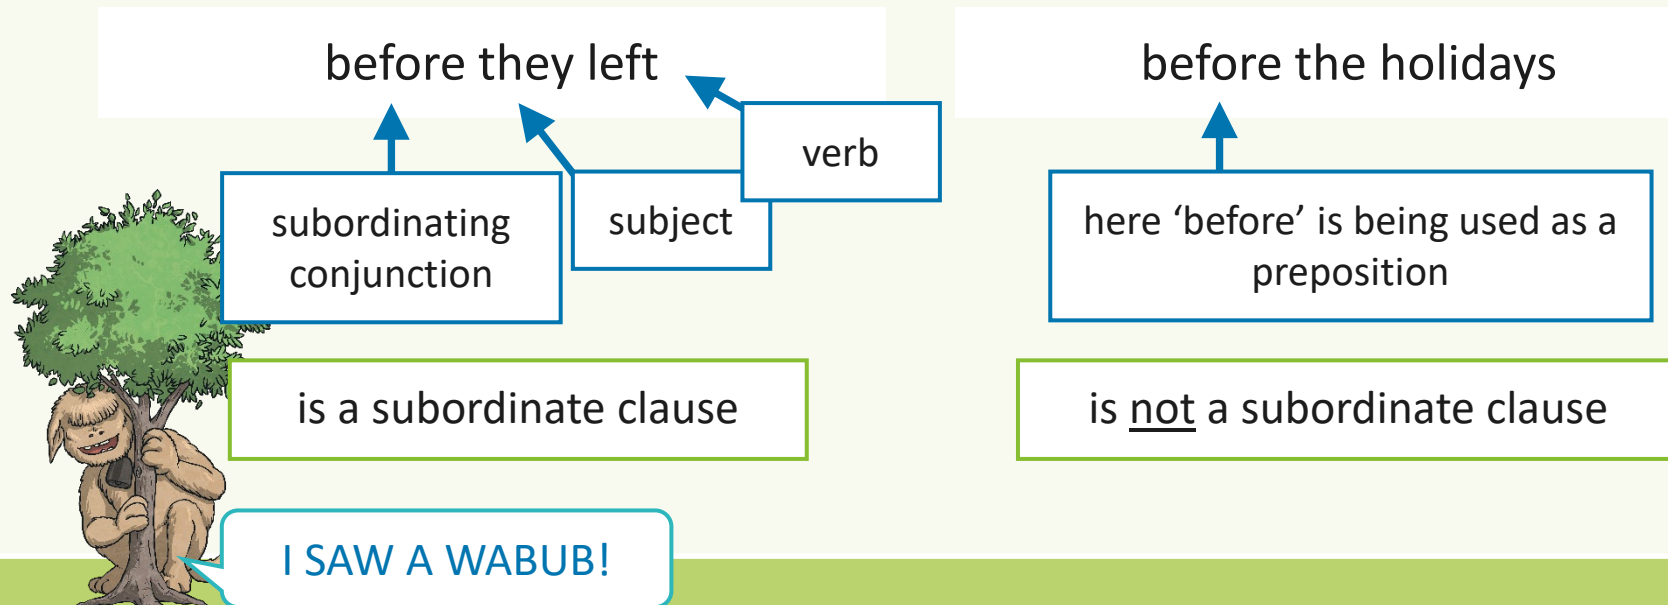 before they left
before the holidays
verb
subordinating
conjunction
subject
here ‘before’ is being used as a
preposition
is a subordinate clause
is not a subordinate clause
I SAW A WABUB!